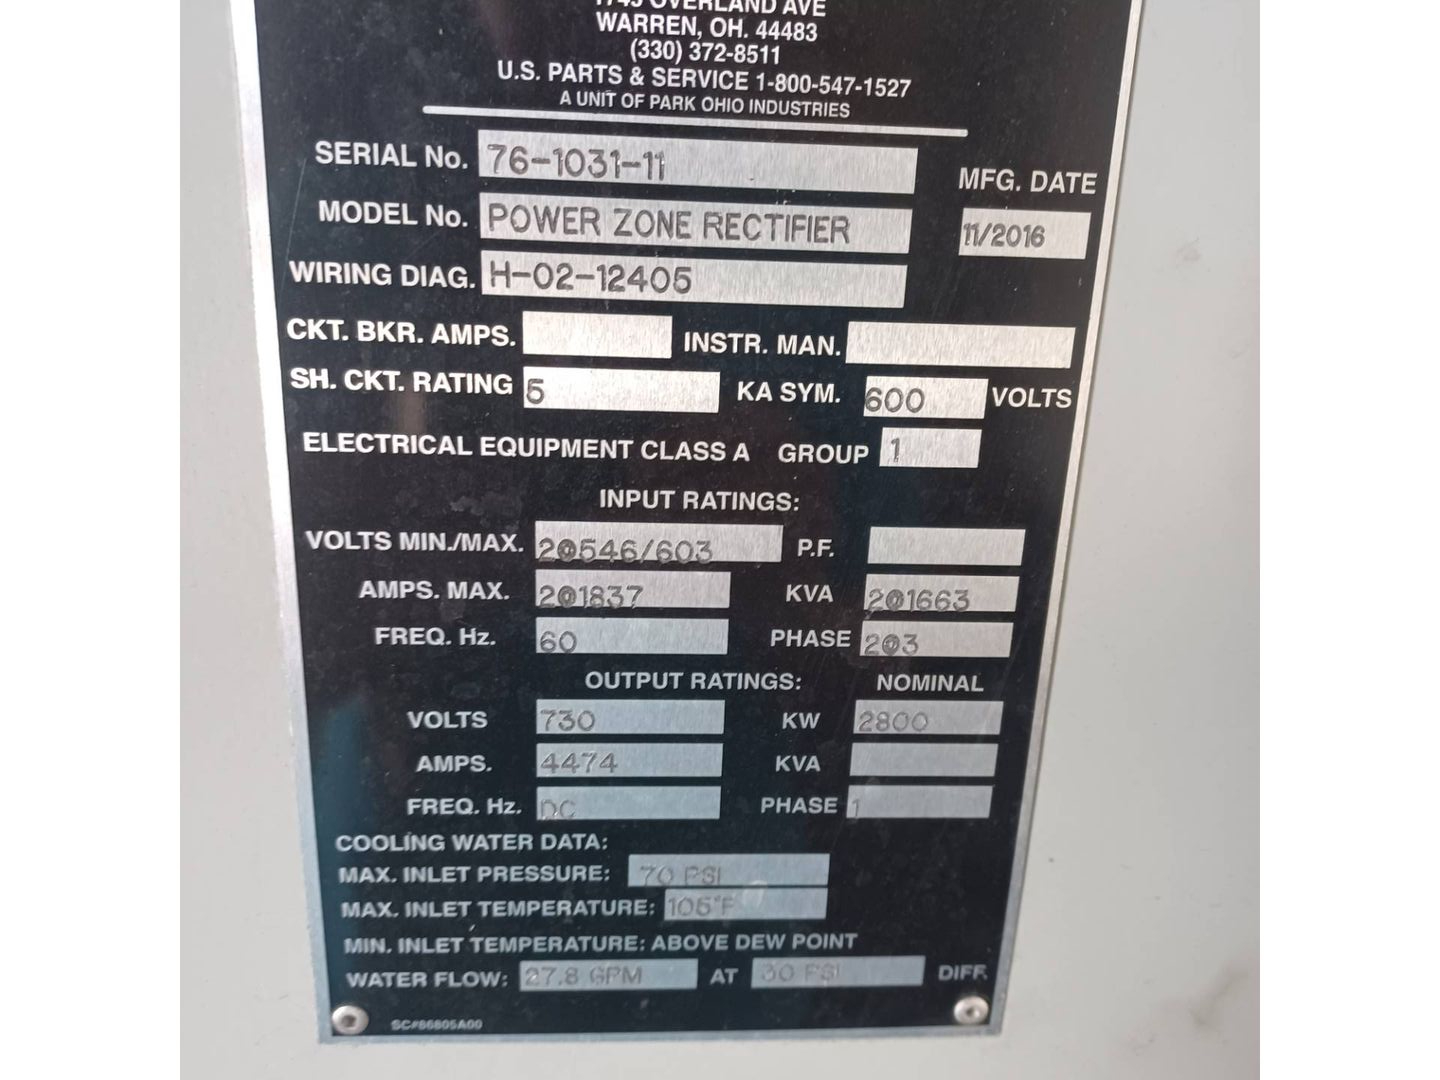 1745 OVERLAND AVE
WARREN, OH. 44483
(330) 372-8511
U.S. PARTS & SERVICE 1-800-547-1527
A UNIT OF PARK OHIO INDUSTRIES
SERIAL No. 76-1031-11
MFG. DATE
MODEL No. POWER ZONE RECTIFIER
11/2016
WIRING DIAG. H-02-12405
CKT. BKR. AMPS. INSTR. MAN.
SH. CKT. RATING 5 KA SYM. 600 VOLTS
ELECTRICAL EQUIPMENT CLASS A GROUP 1
INPUT RATINGS:
VOLTS MIN./MAX. 2@546/603 P.F.
AMPS. MAX. 2@1837 KVA 2@1663
FREQ. Hz. 60 PHASE 2@3
OUTPUT RATINGS: NOMINAL
VOLTS 730 KW 2800
AMPS. 4474 KVA
FREQ. Hz. DC PHASE 1
COOLING WATER DATA:
MAX. INLET PRESSURE: 70 PSI
MAX. INLET TEMPERATURE: 105°F
MIN. INLET TEMPERATURE: ABOVE DEW POINT
WATER FLOW: 27.8 GPM AT 30 PSI DIFF.
SC#86805A00